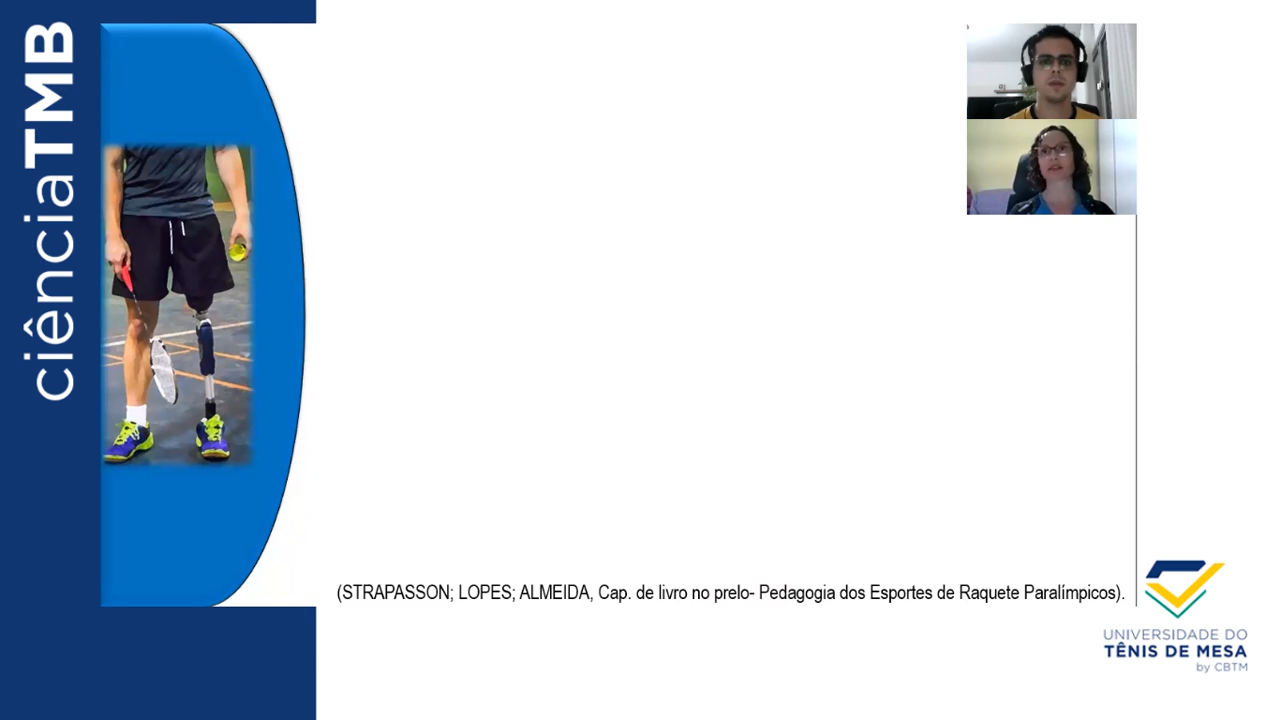 ciênciaTMB
(STRAPASSON; LOPES; ALMEIDA, Cap. de livro no prelo- Pedagogia dos Esportes de Raquete Paralímpicos).
UNIVERSIDADE DO
TÊNIS DE MESA
by CBTM